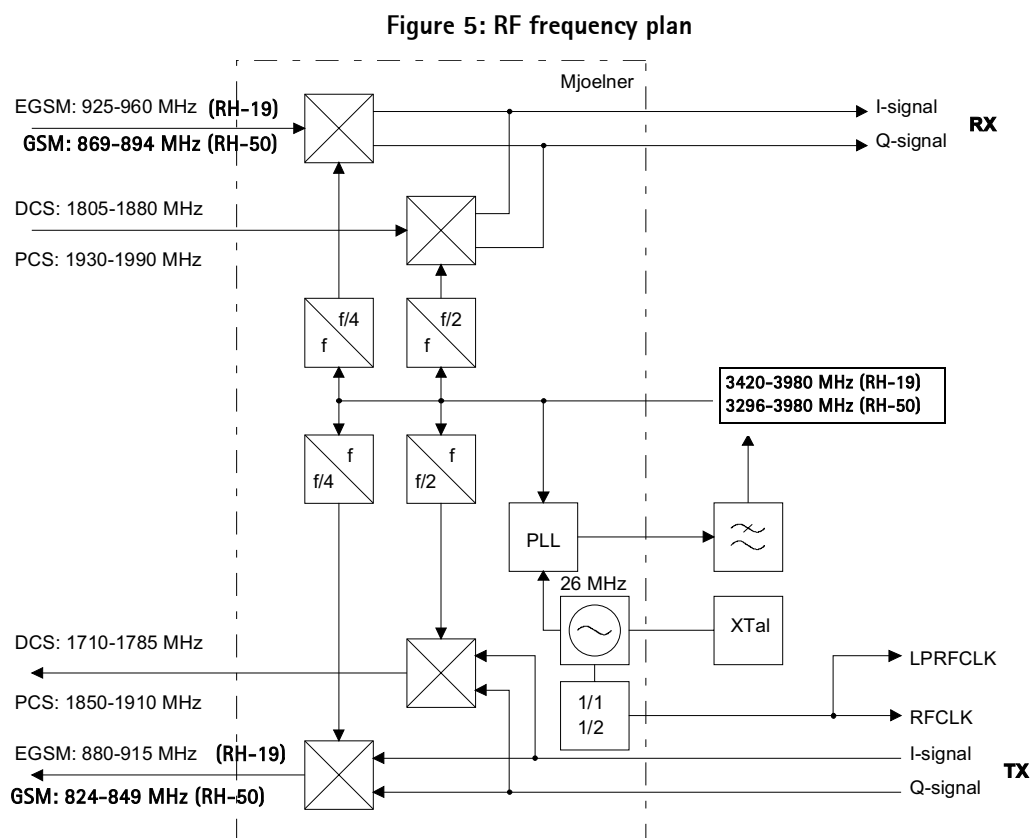 Figure 5: RF frequency plan
Mjoelner
EGSM: 925-960 MHz (RH-19)
GSM: 869-894 MHz (RH-50)
I-signal
Q-signal
RX
DCS: 1805-1880 MHz
PCS: 1930-1990 MHz
f/4
f
f/2
f
3420-3980 MHz (RH-19)
3296-3980 MHz (RH-50)
f
f/4
f
f/2
PLL
26 MHz
XTal
DCS: 1710-1785 MHz
PCS: 1850-1910 MHz
LPRFCLK
1/1
1/2
RFCLK
EGSM: 880-915 MHz (RH-19)
GSM: 824-849 MHz (RH-50)
I-signal
Q-signal
TX